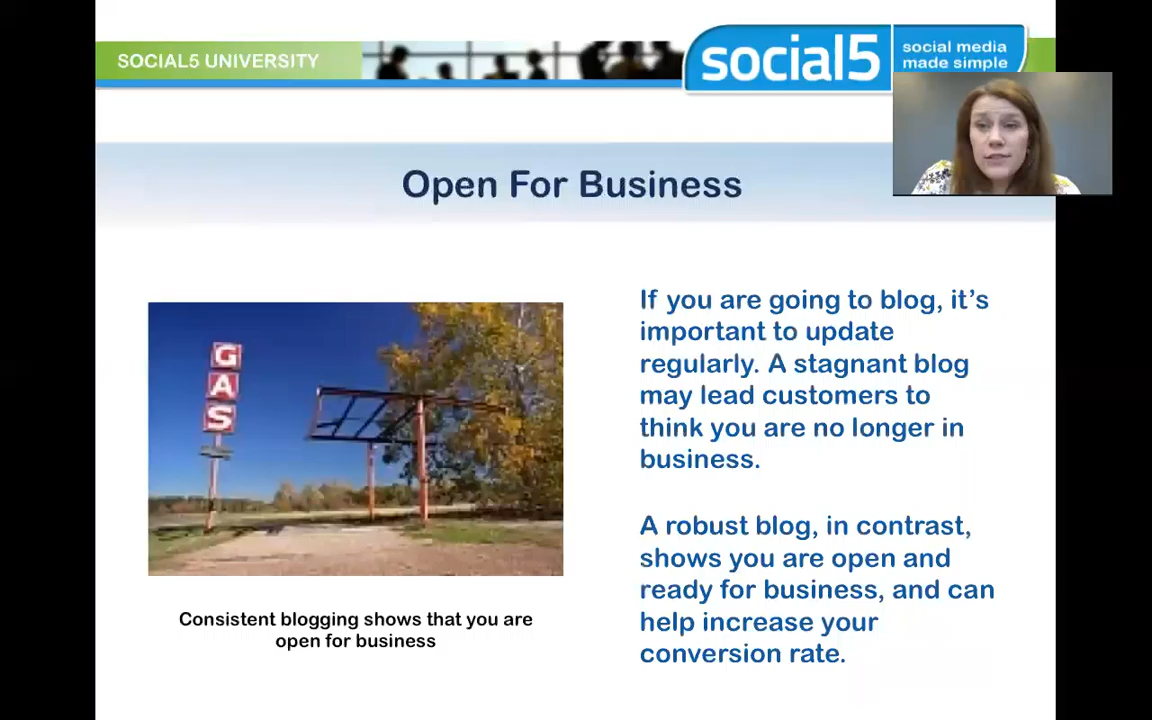 SOCIAL5 UNIVERSITY
social5
social media
made simple
Open For Business
G
A
S
If you are going to blog, it's
important to update
regularly. A stagnant blog
may lead customers to
think you are no longer in
business.
A robust blog, in contrast,
shows you are open and
ready for business, and can
help increase your
conversion rate.
Consistent blogging shows that you are
open for business